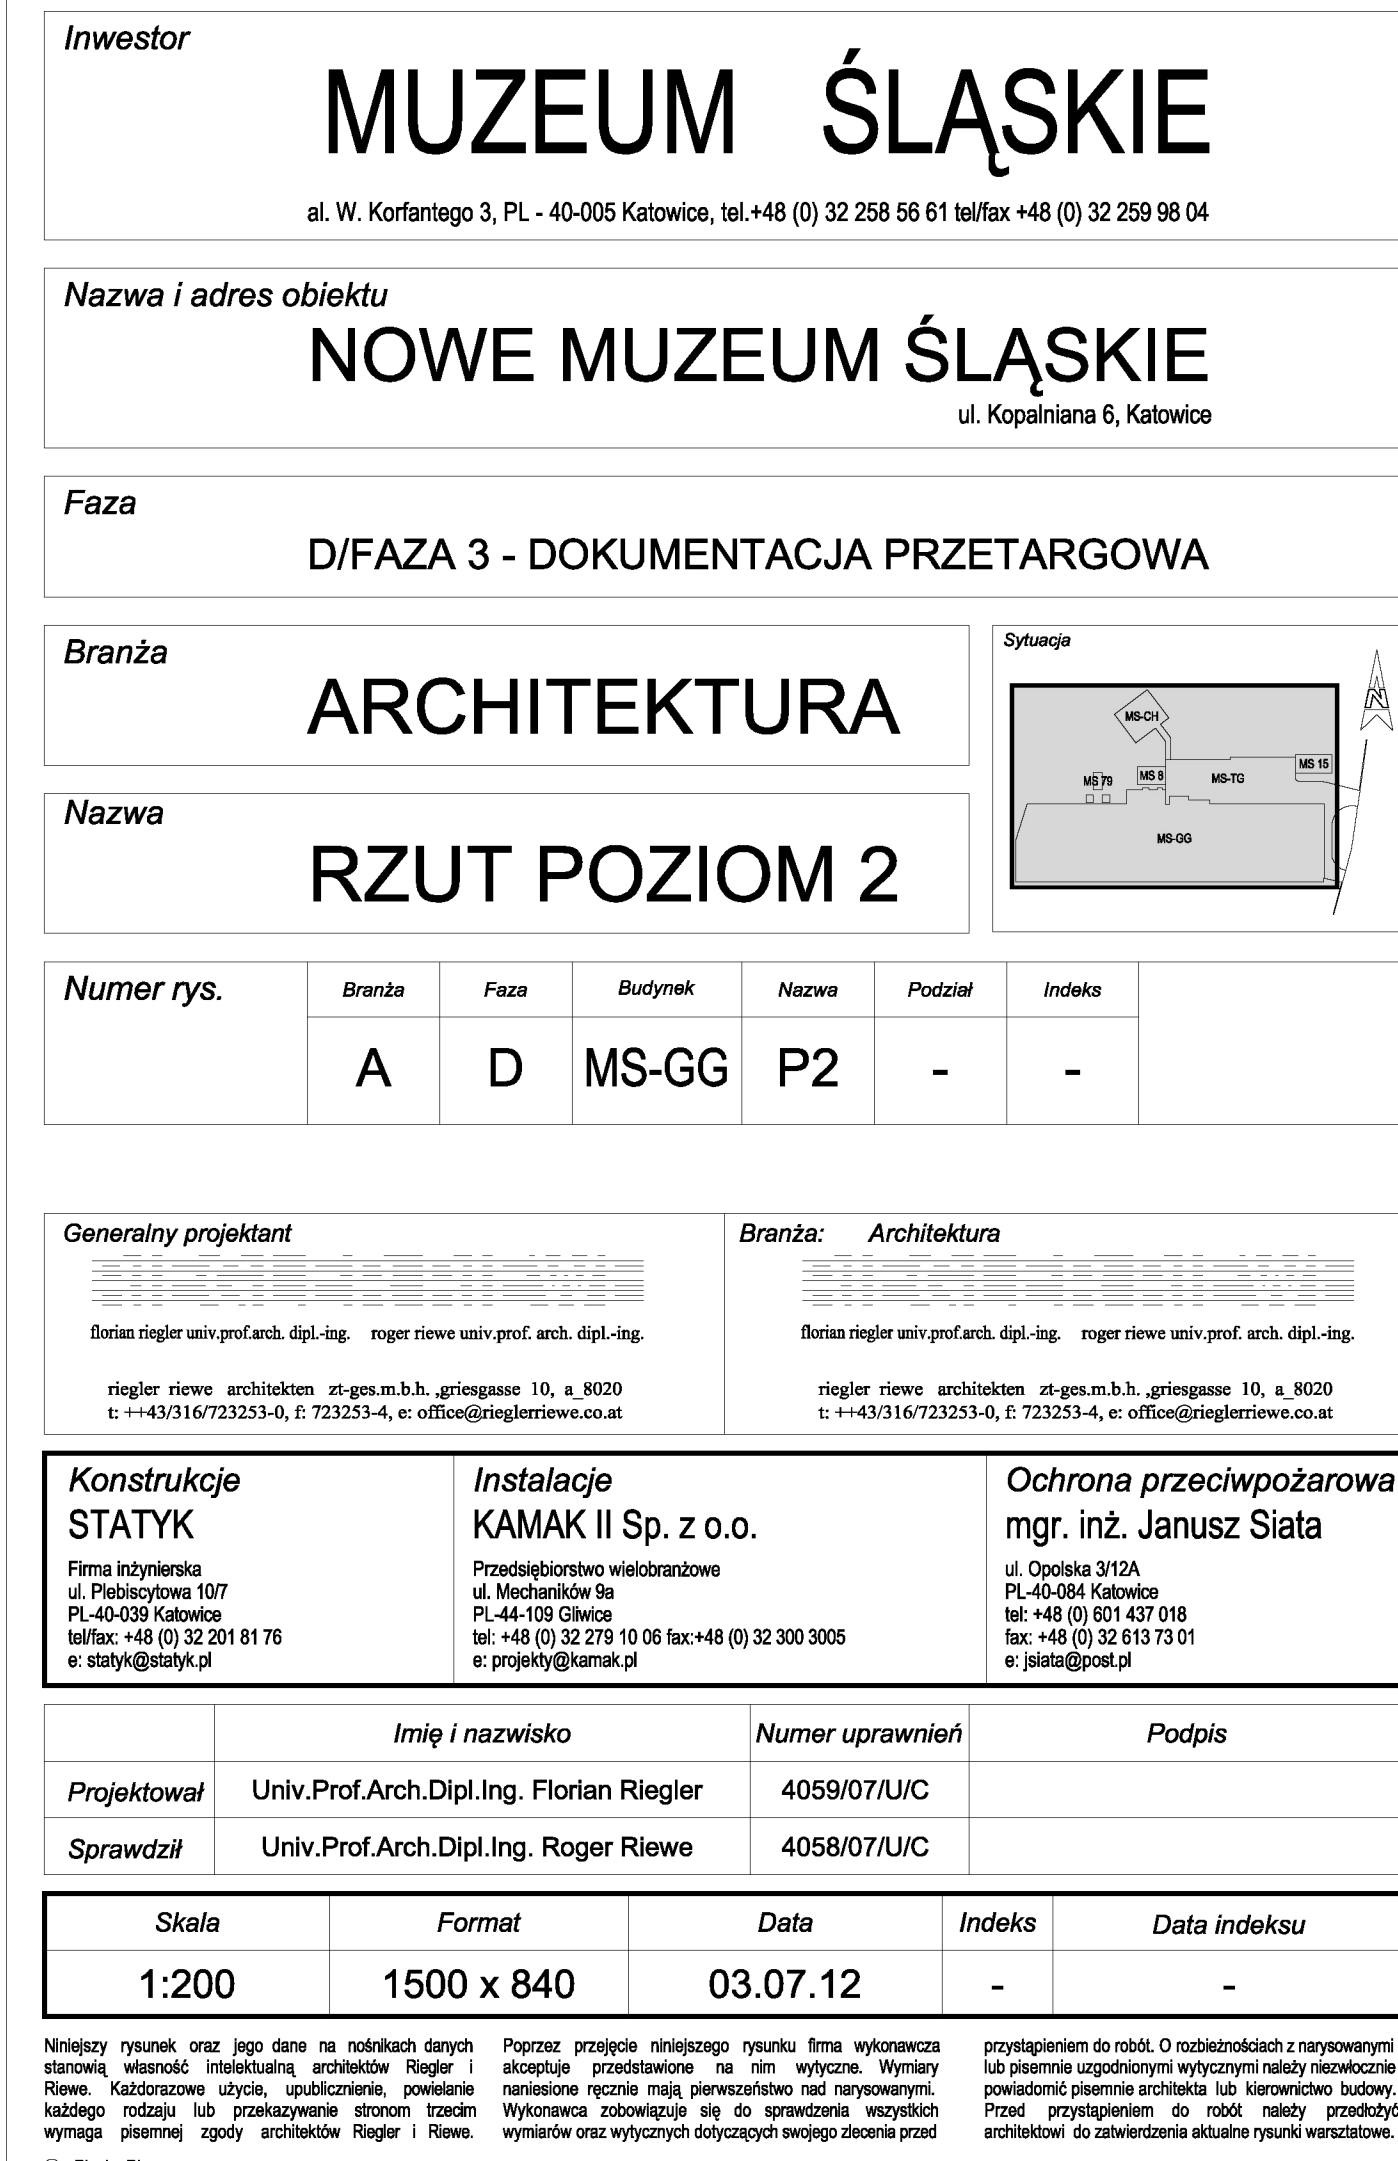 Inwestor
MUZEUM ŚLĄSKIE
al. W. Korfantego 3, PL - 40-005 Katowice, tel.+48 (0) 32 258 56 61 tel/fax +48 (0) 32 259 98 04
Nazwa i adres obiektu
NOWE MUZEUM ŚLĄSKIE
ul. Kopalniana 6, Katowice
Faza
D/FAZA 3 - DOKUMENTACJA PRZETARGOWA
Branża
ARCHITEKTURA
Nazwa
RZUT POZIOM 2
Sytuacja
N
MS-CH
MS 79
MS 8
MS-TG
MS 15
MS-GG
Numer rys.
Branża Faza Budynek Nazwa Podział Indeks
A D MS-GG P2 - -
Generalny projektant
florian riegler univ.prof.arch. dipl.-ing. roger riewe univ.prof. arch. dipl.-ing.
riegler riewe architekten zt-ges.m.b.h. ,griesgasse 10, a_8020
t: ++43/316/723253-0, f: 723253-4, e: office@rieglerriewe.co.at
Branża: Architektura
florian riegler univ.prof.arch. dipl.-ing. roger riewe univ.prof. arch. dipl.-ing.
riegler riewe architekten zt-ges.m.b.h. ,griesgasse 10, a_8020
t: ++43/316/723253-0, f: 723253-4, e: office@rieglerriewe.co.at
Konstrukcje
STATYK
Firma inżynierska
ul. Plebiscytowa 10/7
PL-40-039 Katowice
tel/fax: +48 (0) 32 201 81 76
e: statyk@statyk.pl
Instalacje
KAMAK II Sp. z o.o.
Przedsiębiorstwo wielobranżowe
ul. Mechaników 9a
PL-44-109 Gliwice
tel: +48 (0) 32 279 10 06 fax:+48 (0) 32 300 3005
e: projekty@kamak.pl
Ochrona przeciwpożarowa
mgr. inż. Janusz Siata
ul. Opolska 3/12A
PL-40-084 Katowice
tel: +48 (0) 601 437 018
fax: +48 (0) 32 613 73 01
e: jsiata@post.pl
Imię i nazwisko Numer uprawnień Podpis
Projektował Univ.Prof.Arch.Dipl.Ing. Florian Riegler 4059/07/U/C
Sprawdził Univ.Prof.Arch.Dipl.Ing. Roger Riewe 4058/07/U/C
Skala Format Data Indeks Data indeksu
1:200 1500 x 840 03.07.12 - -
Niniejszy rysunek oraz jego dane na nośnikach danych
stanowią własność intelektualną architektów Riegler i
Riewe. Każdorazowe użycie, upublicznienie, powielanie
każdego rodzaju lub przekazywanie stronom trzecim
wymaga pisemnej zgody architektów Riegler i Riewe.
Poprzez przejęcie niniejszego rysunku firma wykonawcza
akceptuje przedstawione na nim wytyczne. Wymiary
naniesione ręcznie mają pierwszeństwo nad narysowanymi.
Wykonawca zobowiązuje się do sprawdzenia wszystkich
wymiarów oraz wytycznych dotyczących swojego zlecenia przed
przystąpieniem do robót. O rozbieżnościach z narysowanymi
lub pisemnie uzgodnionymi wytycznymi należy niezwłocznie
powiadomić pisemnie architekta lub kierownictwo budowy.
Przed przystąpieniem do robót należy przedłożyć
architektowi do zatwierdzenia aktualne rysunki warsztatowe.